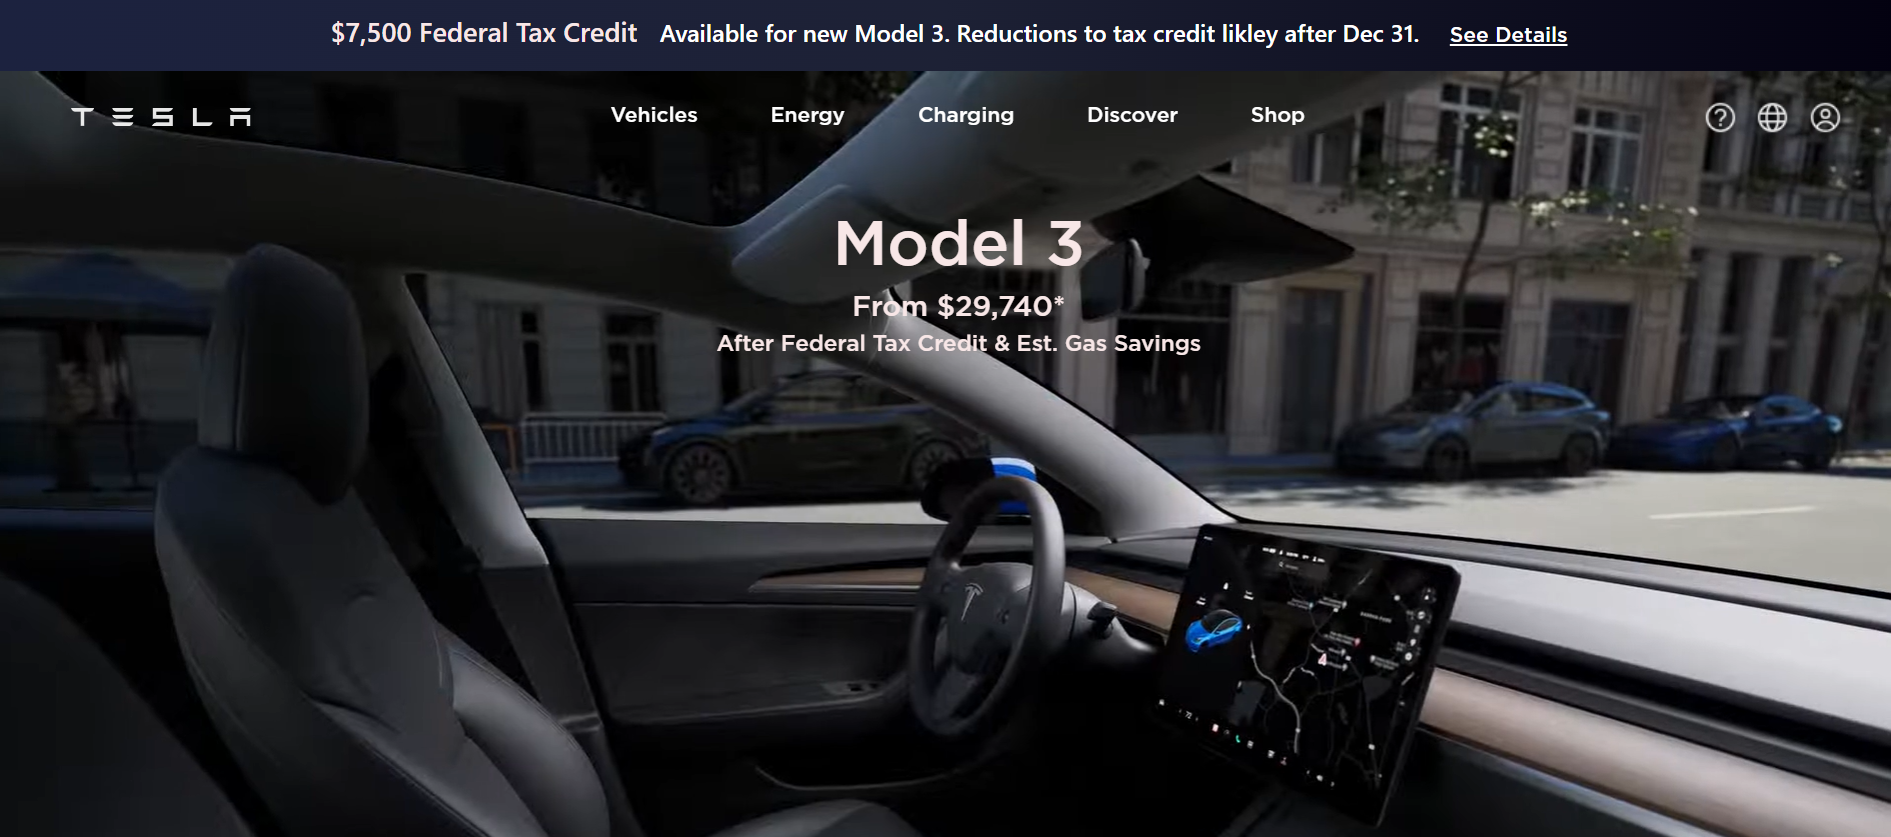 $7,500 Federal Tax Credit Available for new Model 3. Reductions to tax credit likley after Dec 31. See Details
TESLA Vehicles Energy Charging Discover Shop
Model 3
From $29,740*
After Federal Tax Credit & Est. Gas Savings